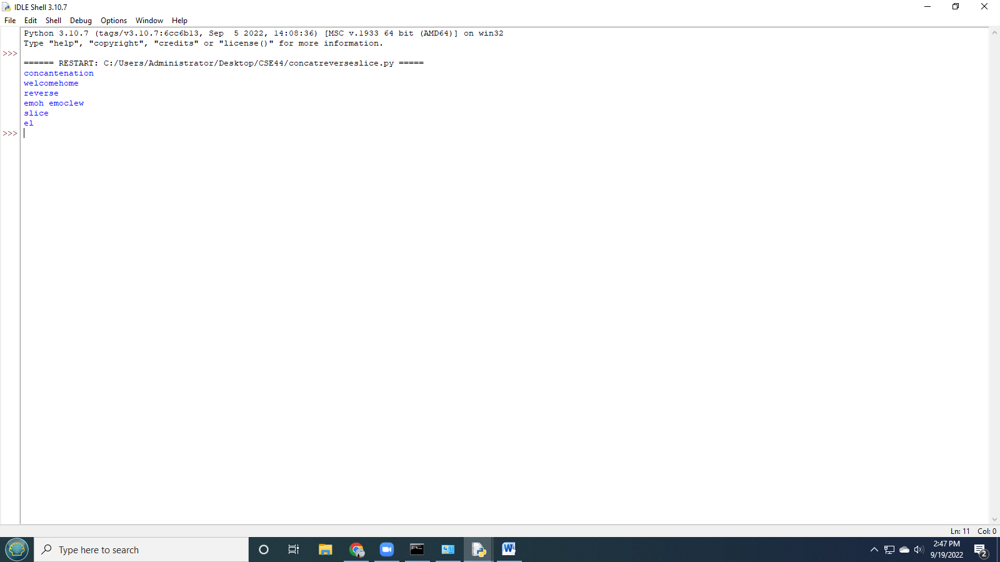 IDLE Shell 3.10.7
File Edit Shell Debug Options Window Help
Python 3.10.7 (tags/v3.10.7:6cc6b13, Sep  5 2022, 14:08:36) [MSC v.1933 64 bit (AMD64)] on win32
Type "help", "copyright", "credits" or "license()" for more information.
>>>
====== RESTART: C:/Users/Administrator/Desktop/CSE44/concatreverseslice.py =====
concantenation
welcomehome
reverse
emoh emoclew
slice
el
>>>
Ln: 11 Col: 0
Type here to search
2:47 PM
9/19/2022
2